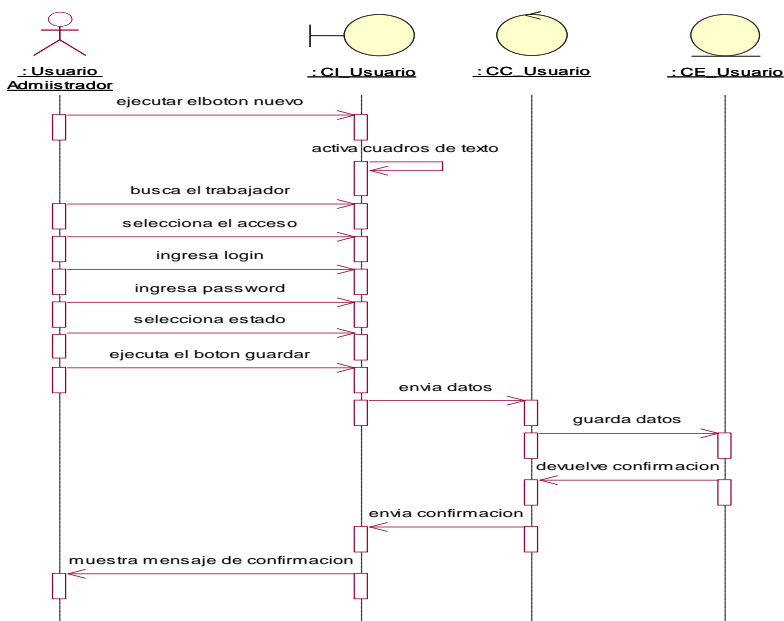 : Usuario
Admiistrador
: CI_Usuario
: CC_Usuario
: CE_Usuario
ejecutar elboton nuevo
activa cuadros de texto
busca el trabajador
selecciona el acceso
ingresa login
ingresa password
selecciona estado
ejecuta el boton guardar
envia datos
guarda datos
devuelve confirmacion
envia confirmacion
muestra mensaje de confirmacion